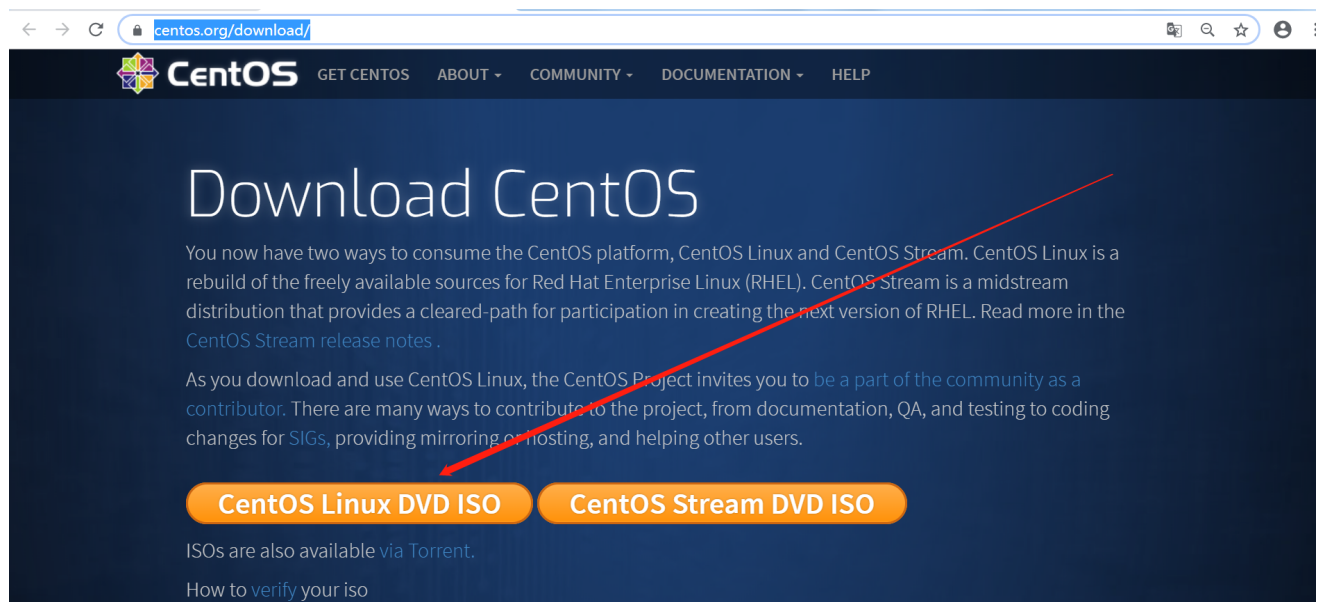 centos.org/download/
CentOS GET CENTOS ABOUT COMMUNITY DOCUMENTATION HELP
Download CentOS
You now have two ways to consume the CentOS platform, CentOS Linux and CentOS Stream. CentOS Linux is a
rebuild of the freely available sources for Red Hat Enterprise Linux (RHEL). CentOS Stream is a midstream
distribution that provides a cleared-path for participation in creating the next version of RHEL. Read more in the
CentOS Stream release notes .
As you download and use CentOS Linux, the CentOS Project invites you to be a part of the community as a
contributor. There are many ways to contribute to the project, from documentation, QA, and testing to coding
changes for SIGs, providing mirroring or hosting, and helping other users.
CentOS Linux DVD ISO CentOS Stream DVD ISO
ISOs are also available via Torrent.
How to verify your iso